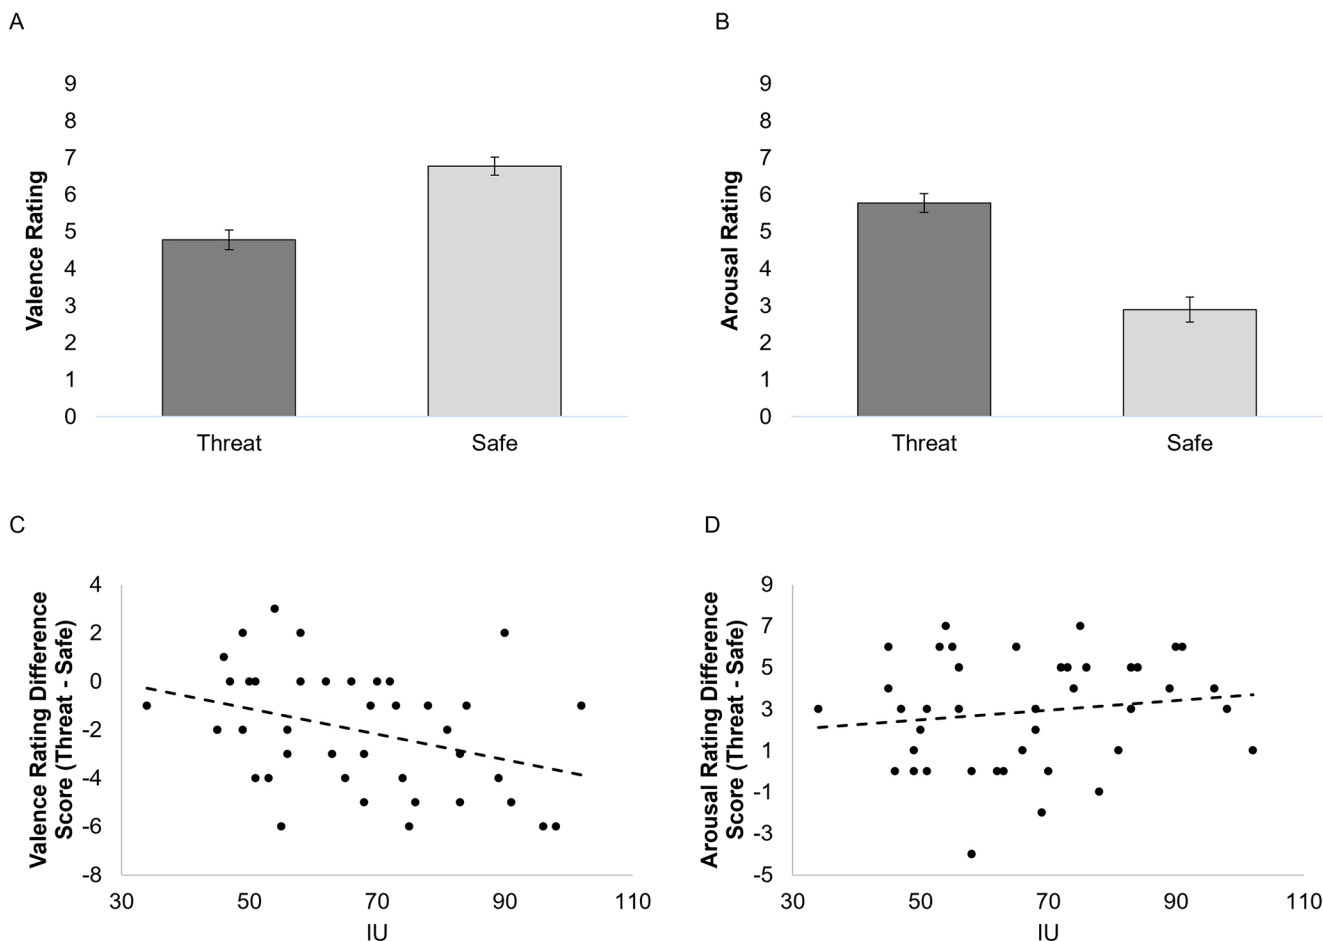 A
Valence Rating
9
8
7
6
5
4
3
2
1
0
Threat Safe
B
Arousal Rating
9
8
7
6
5
4
3
2
1
0
Threat Safe
C
Valence Rating Difference
Score (Threat - Safe)
4
2
0
-2
-4
-6
-8
30 50 70 90 110
IU
D
Arousal Rating Difference
Score (Threat - Safe)
9
7
5
3
1
-1
-3
-5
30 50 70 90 110
IU